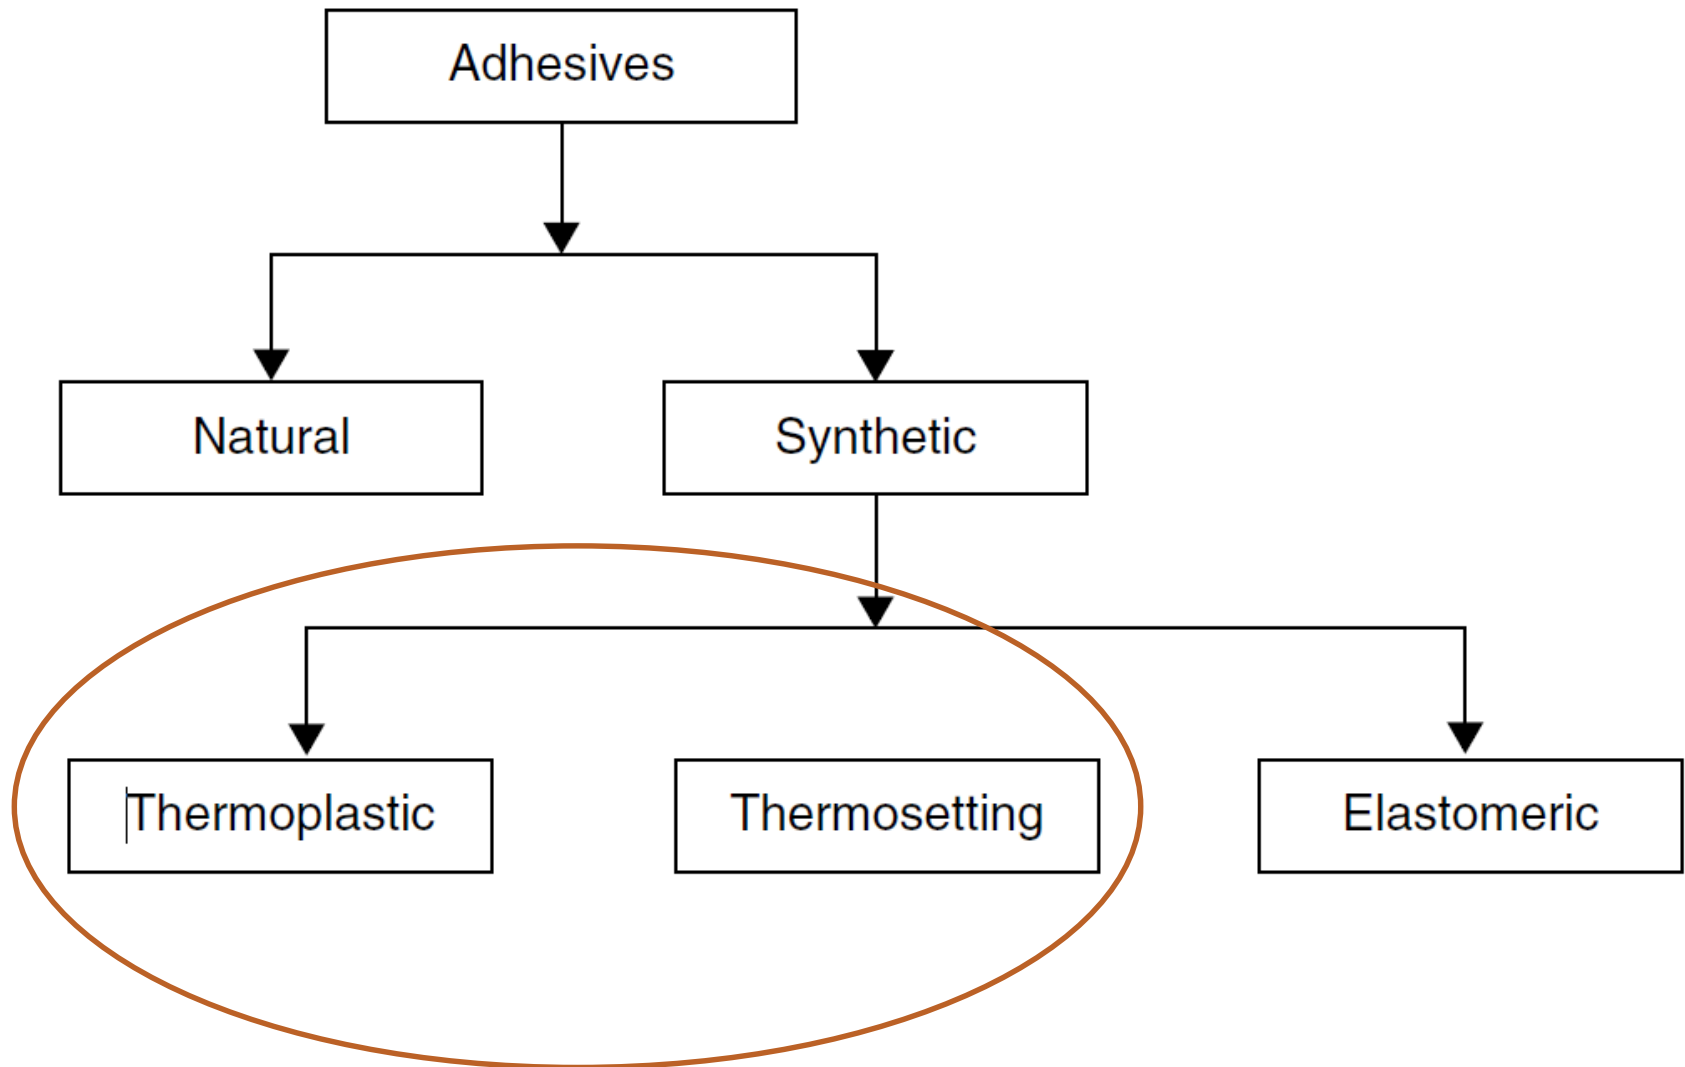 Adhesives
Natural
Synthetic
Thermoplastic
Thermosetting
Elastomeric